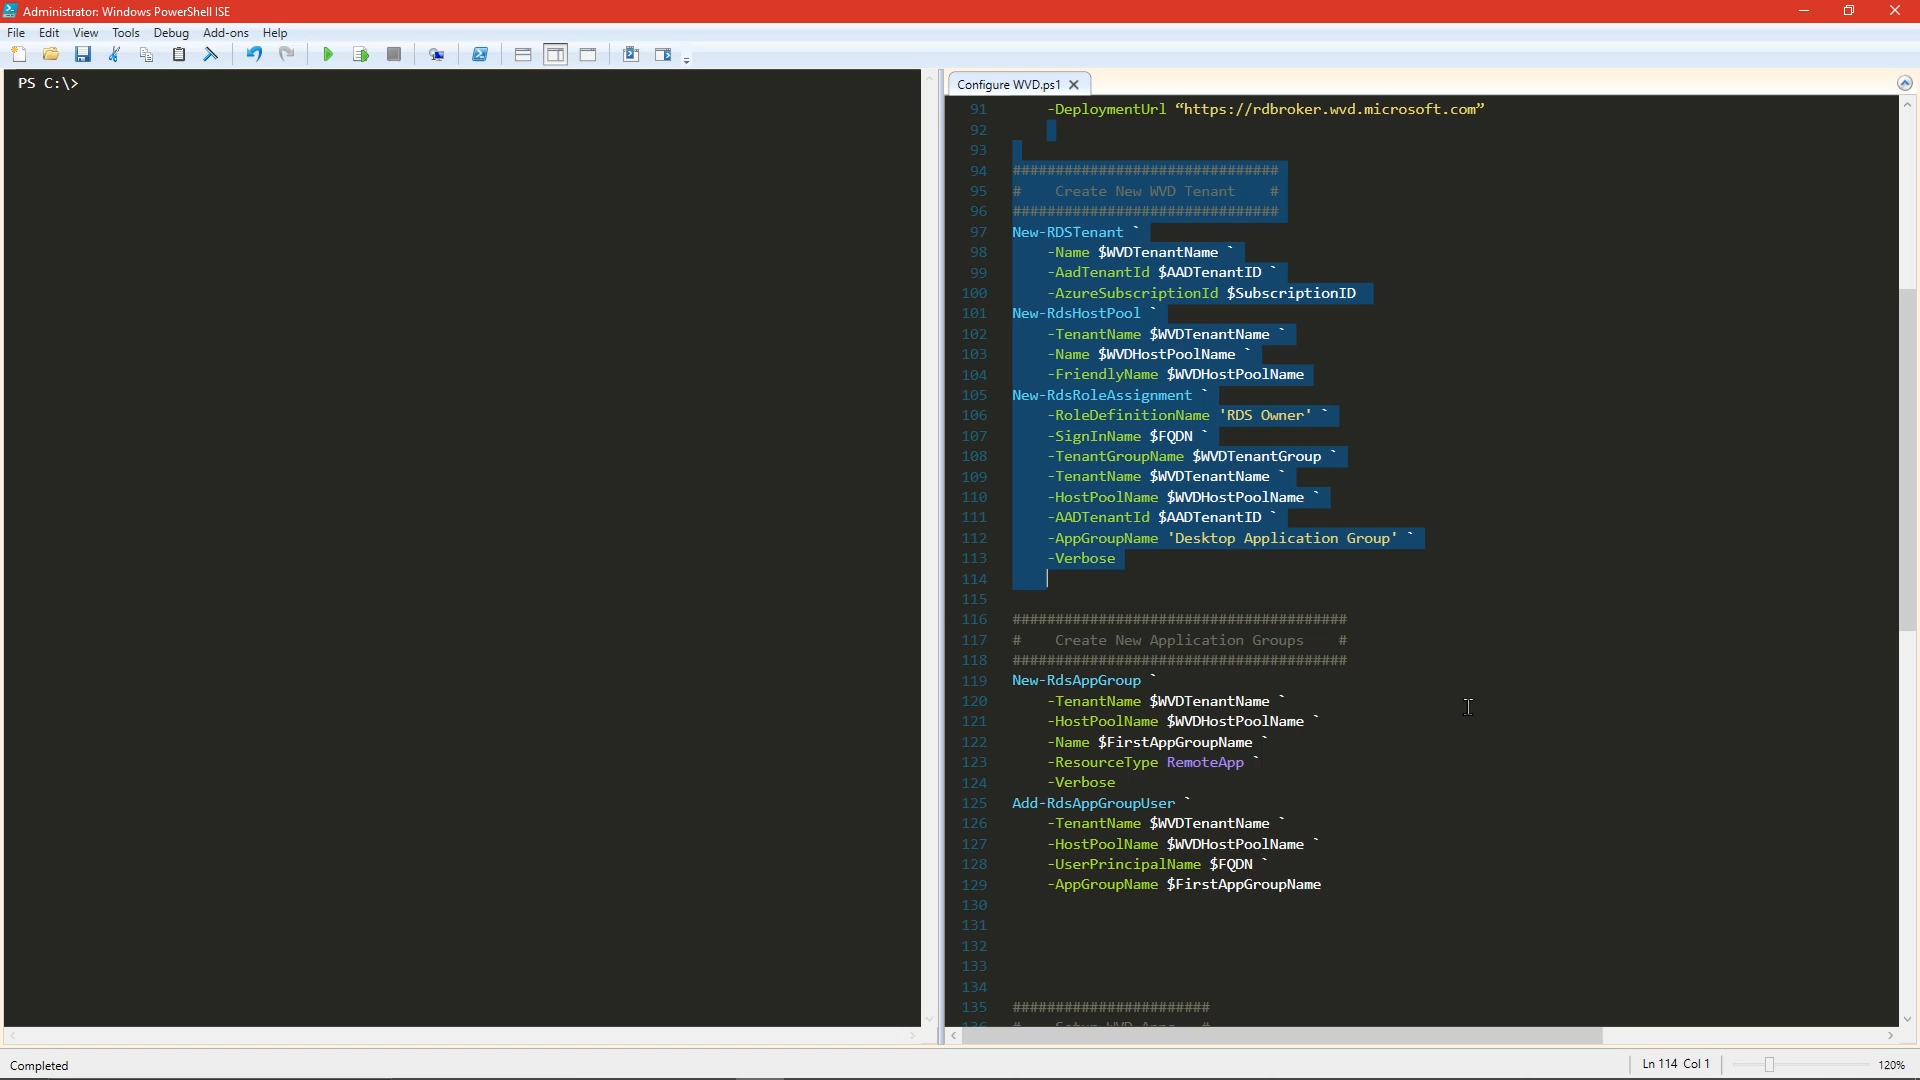 Administrator: Windows PowerShell ISE
File Edit View Tools Debug Add-ons Help
PS C:\>
Configure WVD.ps1
91 -DeploymentUrl “https://rdbroker.wvd.microsoft.com”
92
93
94 ###############################
95 # Create New WVD Tenant #
96 ###############################
97 New-RDSTenant `
98 -Name $WVDTenantName `
99 -AadTenantId $AADTenantID `
100 -AzureSubscriptionId $SubscriptionID
101 New-RdsHostPool `
102 -TenantName $WVDTenantName `
103 -Name $WVDHostPoolName `
104 -FriendlyName $WVDHostPoolName
105 New-RdsRoleAssignment `
106 -RoleDefinitionName 'RDS Owner' `
107 -SignInName $FQDN `
108 -TenantGroupName $WVDTenantGroup `
109 -TenantName $WVDTenantName `
110 -HostPoolName $WVDHostPoolName `
111 -AADTenantId $AADTenantID `
112 -AppGroupName 'Desktop Application Group' `
113 -Verbose
114
115
116 #######################################
117 # Create New Application Groups #
118 #######################################
119 New-RdsAppGroup `
120 -TenantName $WVDTenantName `
121 -HostPoolName $WVDHostPoolName `
122 -Name $FirstAppGroupName `
123 -ResourceType RemoteApp `
124 -Verbose
125 Add-RdsAppGroupUser `
126 -TenantName $WVDTenantName `
127 -HostPoolName $WVDHostPoolName `
128 -UserPrincipalName $FQDN `
129 -AppGroupName $FirstAppGroupName
130
131
132
133
134
135 #######################
136 # Setup WVD Apps #
Completed
Ln 114 Col 1
120%